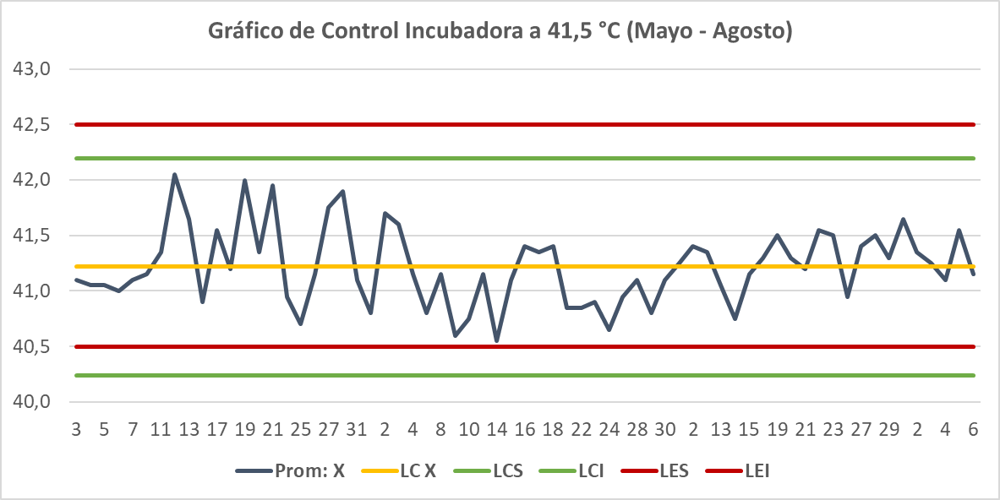 Gráfico de Control Incubadora a 41,5 °C (Mayo - Agosto)
43,0
42,5
42,0
41,5
41,0
40,5
40,0
3 5 7 11 13 17 19 21 25 27 31 2 4 8 10 14 16 18 22 24 28 30 2 13 15 19 21 23 27 29 2 4 6
Prom: X LC X LCS LCI LES LEI